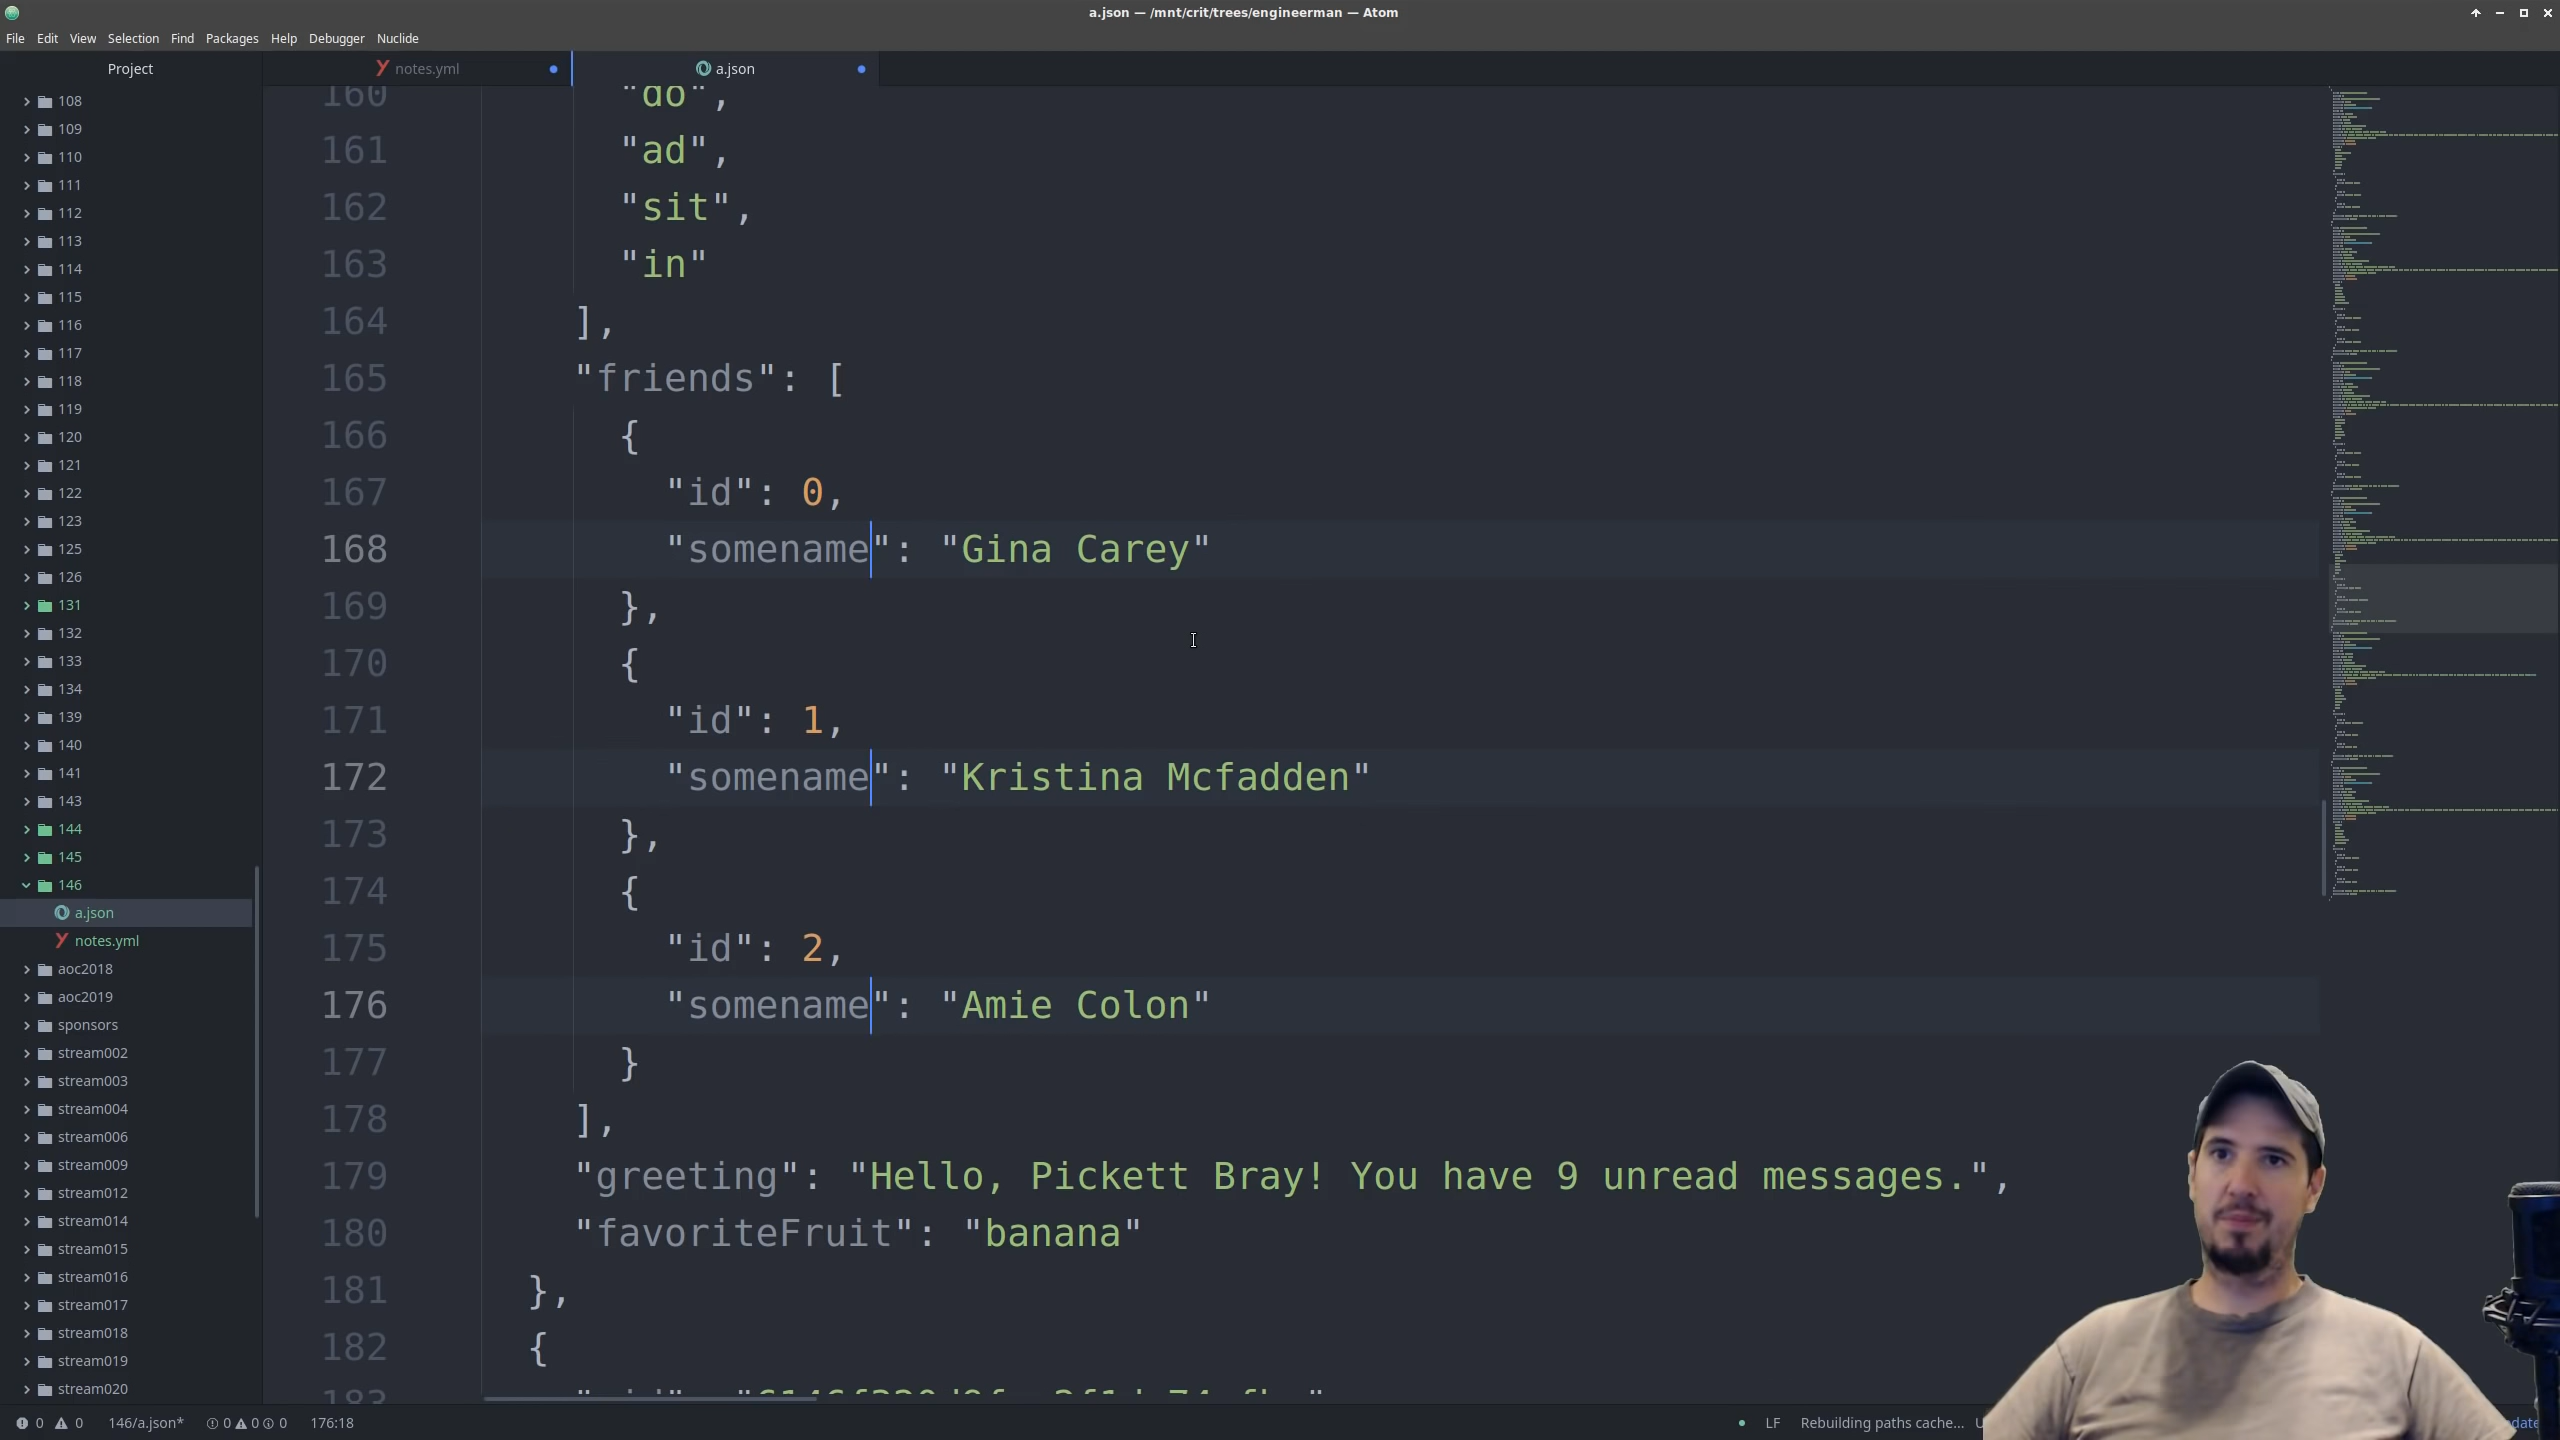 a.json — /mnt/crit/trees/engineerman — Atom
File Edit View Selection Find Packages Help Debugger Nuclide
Project
notes.yml
a.json
108
109
110
111
112
113
114
115
116
117
118
119
120
121
122
123
125
126
131
132
133
134
139
140
141
143
144
145
146
a.json
notes.yml
aoc2018
aoc2019
sponsors
stream002
stream003
stream004
stream006
stream009
stream012
stream014
stream015
stream016
stream017
stream018
stream019
stream020
160 "do",
161 "ad",
162 "sit",
163 "in"
164 ],
165 "friends": [
166 {
167 "id": 0,
168 "somename": "Gina Carey"
169 },
170 {
171 "id": 1,
172 "somename": "Kristina Mcfadden"
173 },
174 {
175 "id": 2,
176 "somename": "Amie Colon"
177 }
178 ],
179 "greeting": "Hello, Pickett Bray! You have 9 unread messages.",
180 "favoriteFruit": "banana"
181 },
182 {
183
0 0 146/a.json* 0 0 0 176:18
LF Rebuilding paths cache...